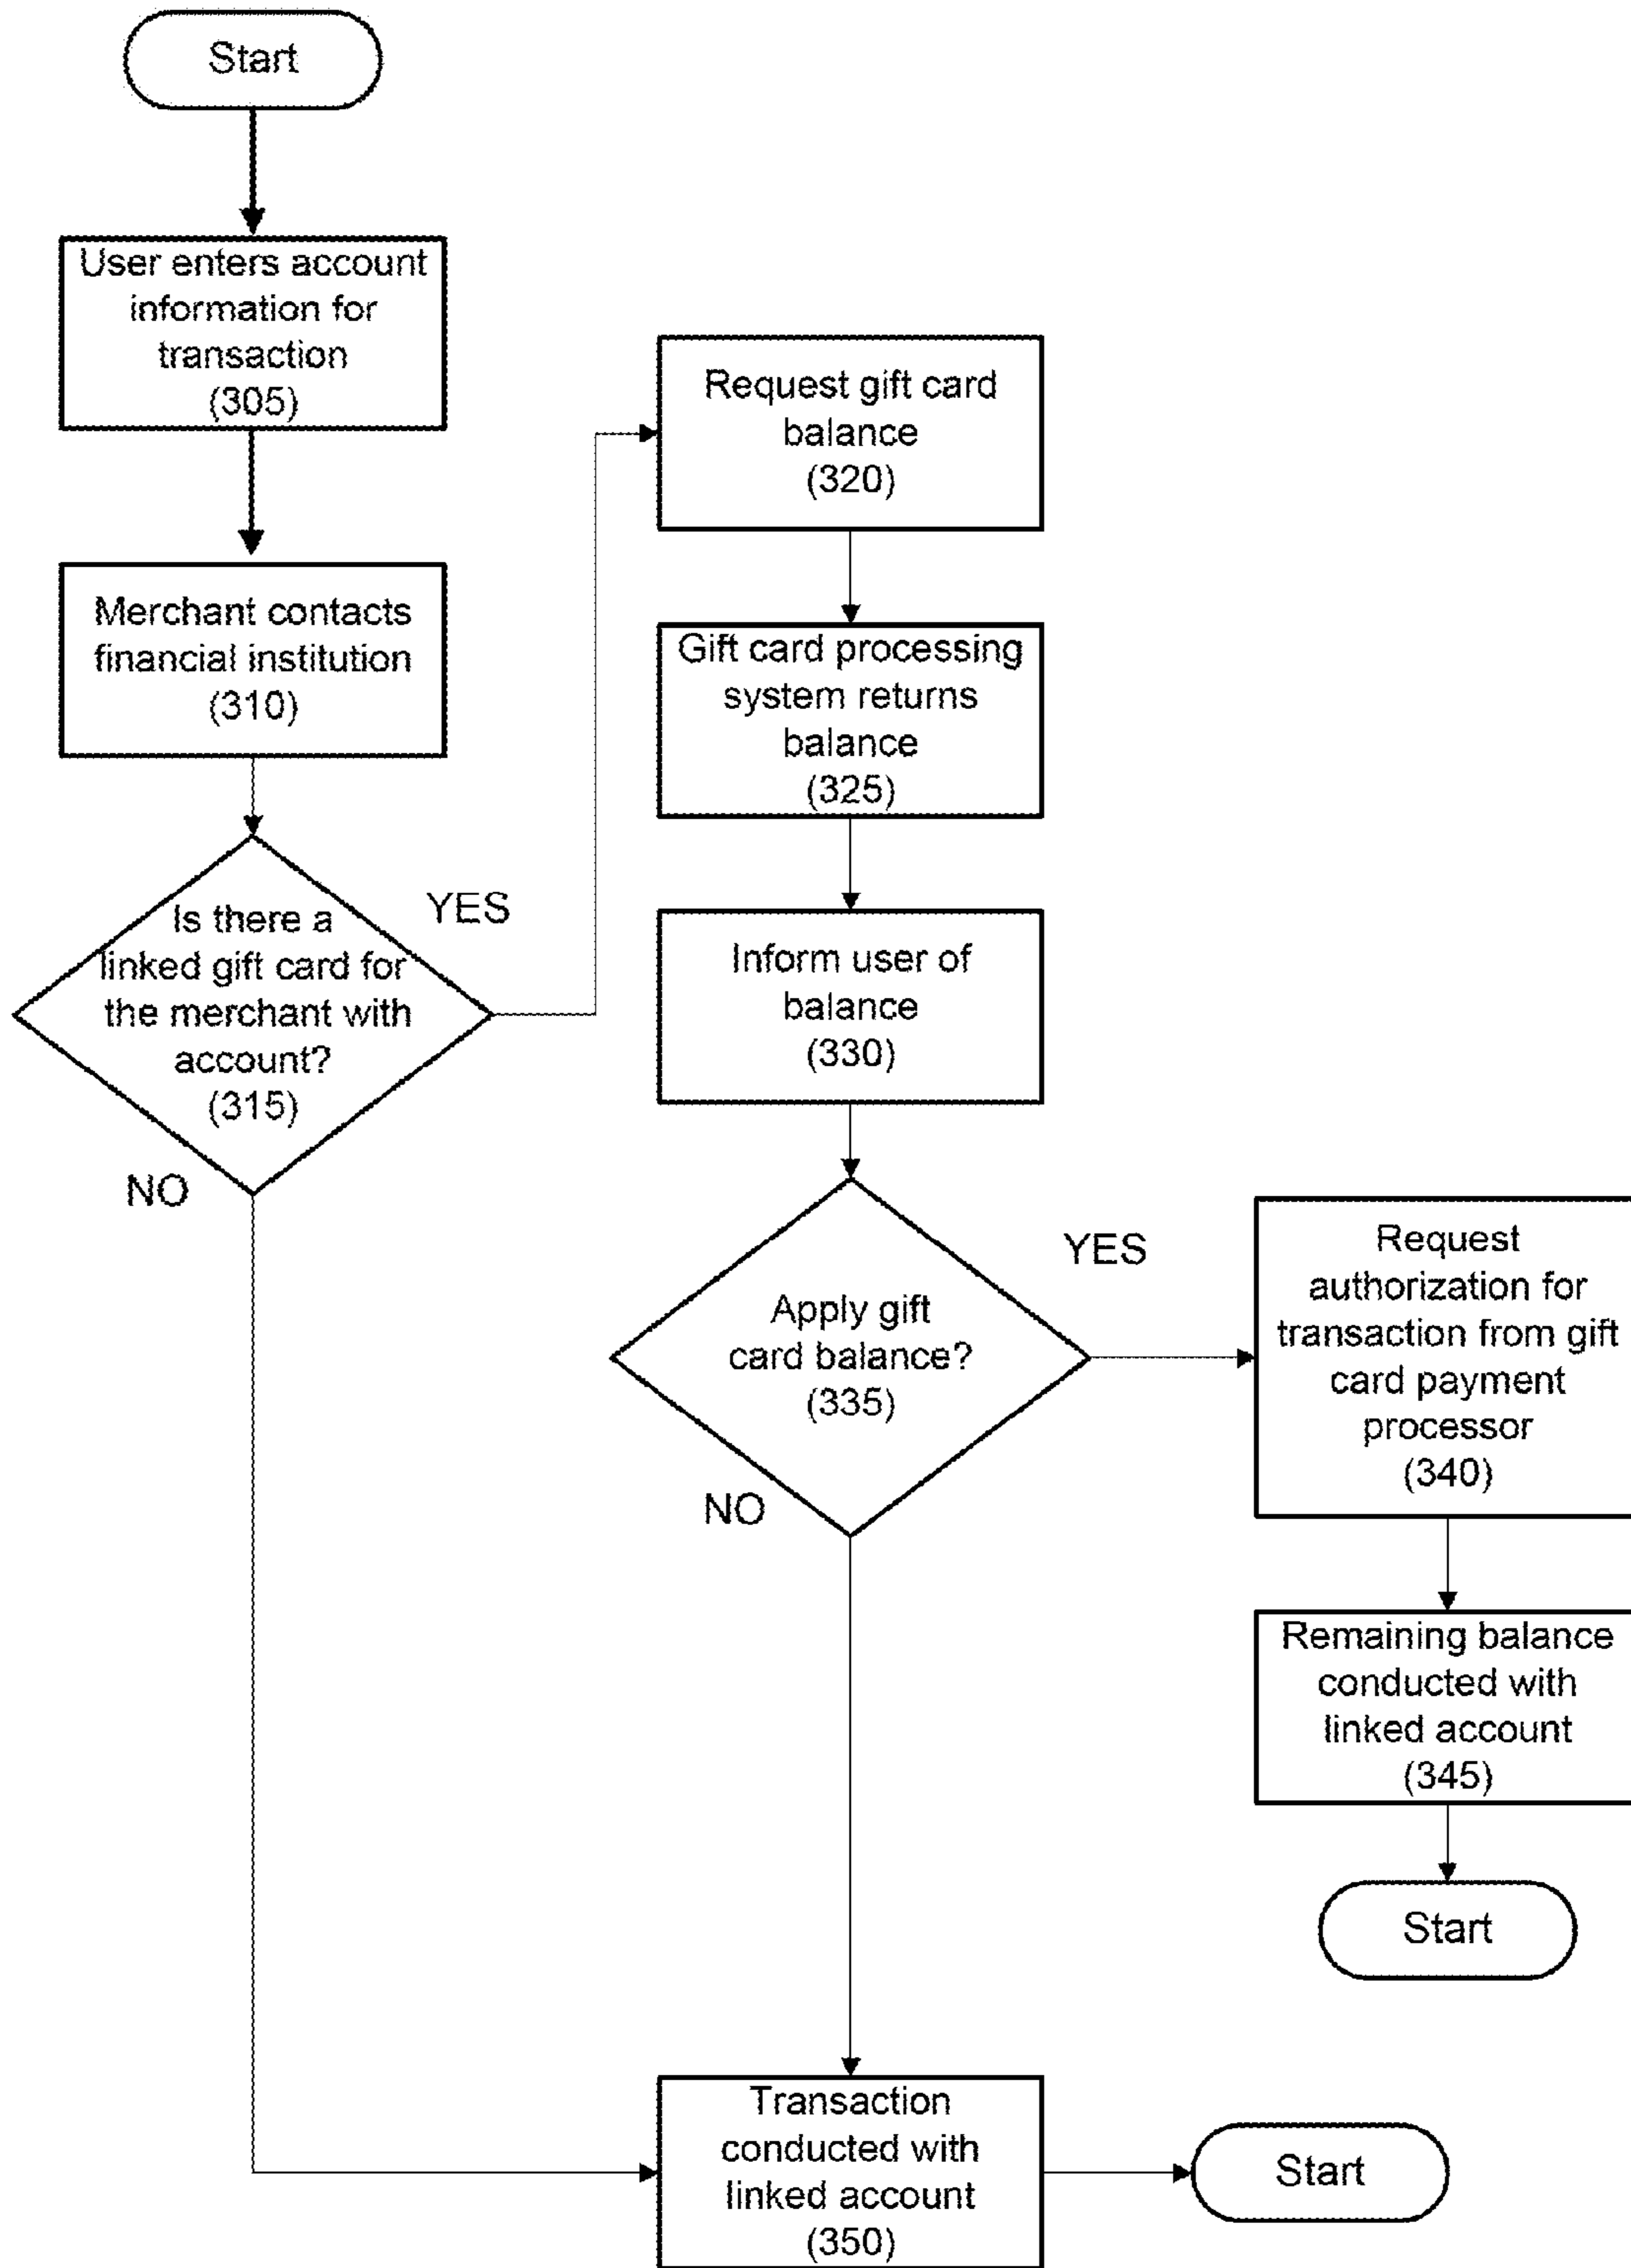 Start
User enters account
information for
transaction
(305)
Merchant contacts
financial institution
(310)
Is there a
linked gift card for
the merchant with
account?
(315)
YES
NO
Request gift card
balance
(320)
Gift card processing
system returns
balance
(325)
Inform user of
balance
(330)
Apply gift
card balance?
(335)
YES
NO
Request
authorization for
transaction from gift
card payment
processor
(340)
Remaining balance
conducted with
linked account
(345)
Start
Transaction
conducted with
linked account
(350)
Start